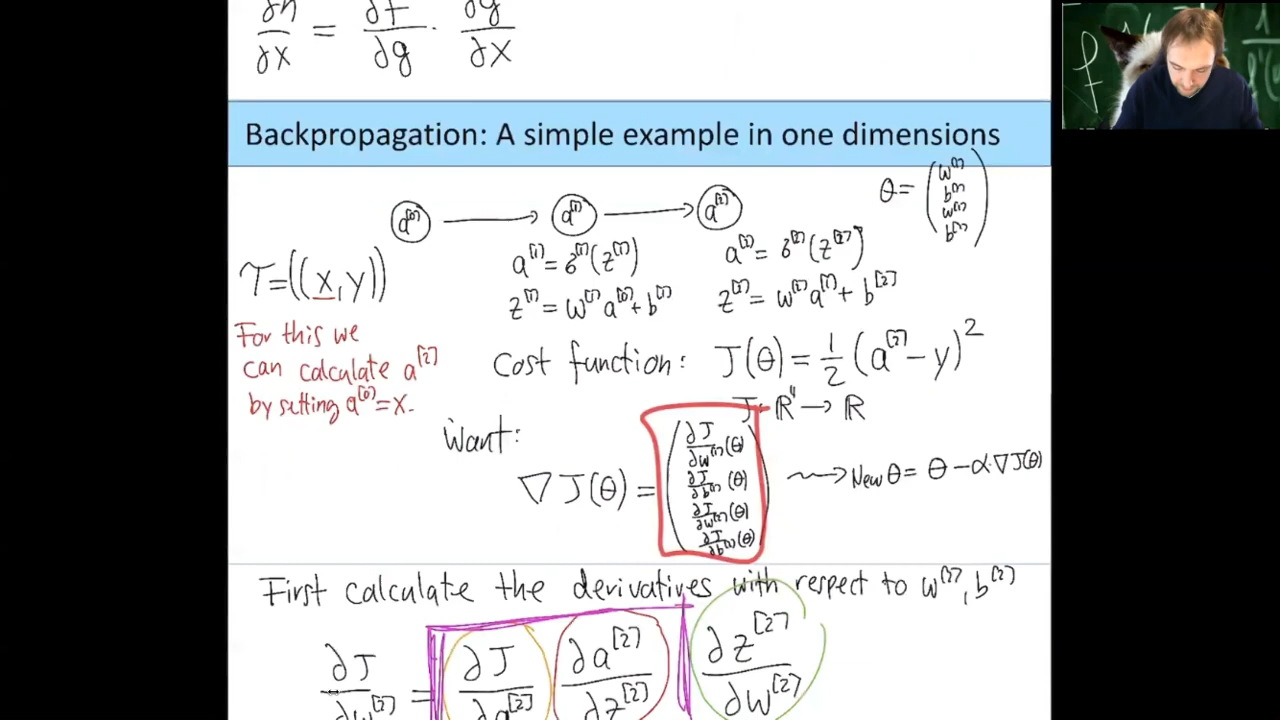 ∂h/∂x = ∂f/∂g · ∂g/∂x
Backpropagation: A simple example in one dimensions
θ = (w^[1] b^[1] w^[2] b^[2])
a^[0] → a^[1] → a^[2]
T = ((x, y))
a^[1] = σ^[1](z^[1])
z^[1] = w^[1] a^[0] + b^[1]
a^[2] = σ^[2](z^[2])
z^[2] = w^[2] a^[1] + b^[2]
For this we
can calculate a^[2]
by setting a^[0] = x.
Cost function: J(θ) = 1/2 (a^[2] − y)^2
J: ℝ^4 → ℝ
Want:
∇J(θ) = (∂J/∂w^[1](θ) ∂J/∂b^[1](θ) ∂J/∂w^[2](θ) ∂J/∂b^[2](θ)) ⇝ New θ = θ − α·∇J(θ)
First calculate the derivatives with respect to w^[2], b^[2]
∂J/∂w^[2] = ∂J/∂a^[2] ∂a^[2]/∂z^[2] ∂z^[2]/∂w^[2]